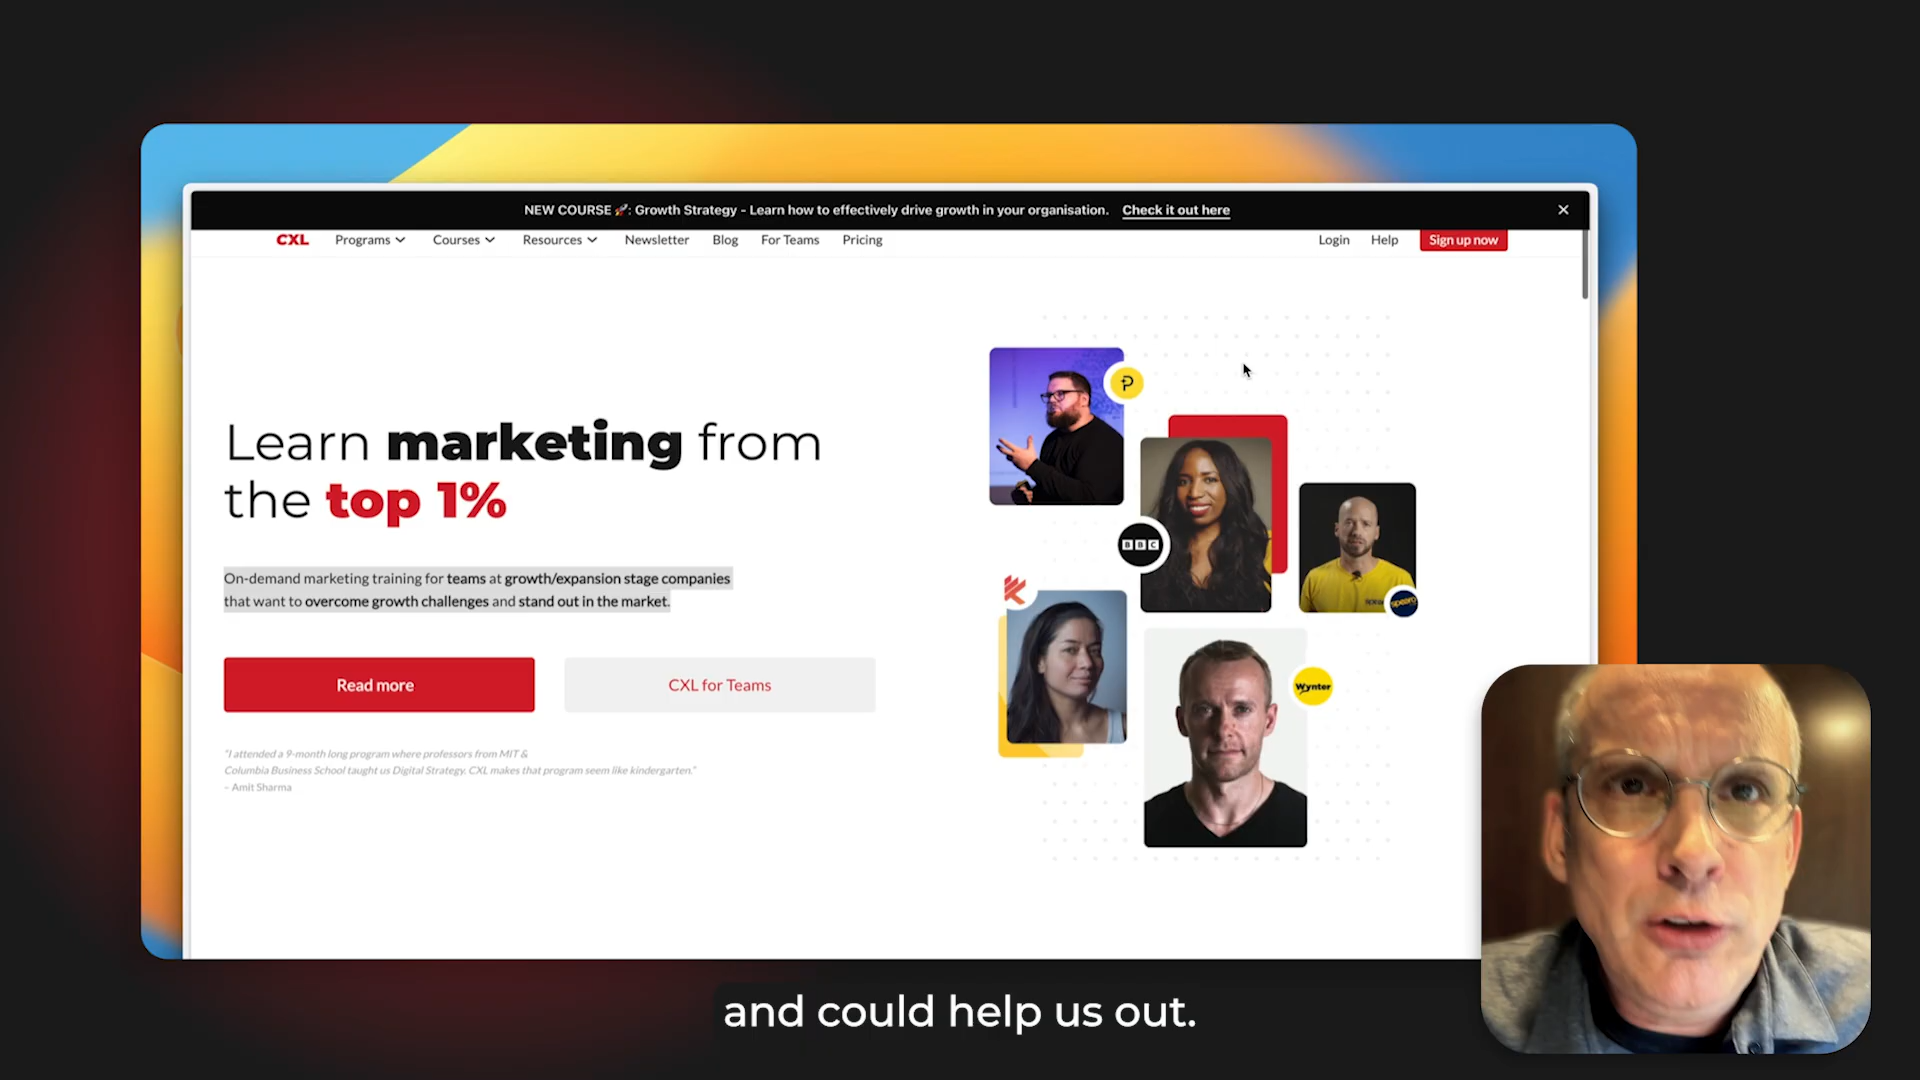 NEW COURSE 🚀: Growth Strategy - Learn how to effectively drive growth in your organisation. Check it out here
CXL Programs Courses Resources Newsletter Blog For Teams Pricing Login Help Sign up now
Learn marketing from
the top 1%
On-demand marketing training for teams at growth/expansion stage companies
that want to overcome growth challenges and stand out in the market.
Read more
CXL for Teams
"I attended a 9-month long program where professors from MIT &
Columbia Business School taught us Digital Strategy. CXL makes that program seem like kindergarten."
– Amit Sharma
P
BBC
speero
Wynter
and could help us out.